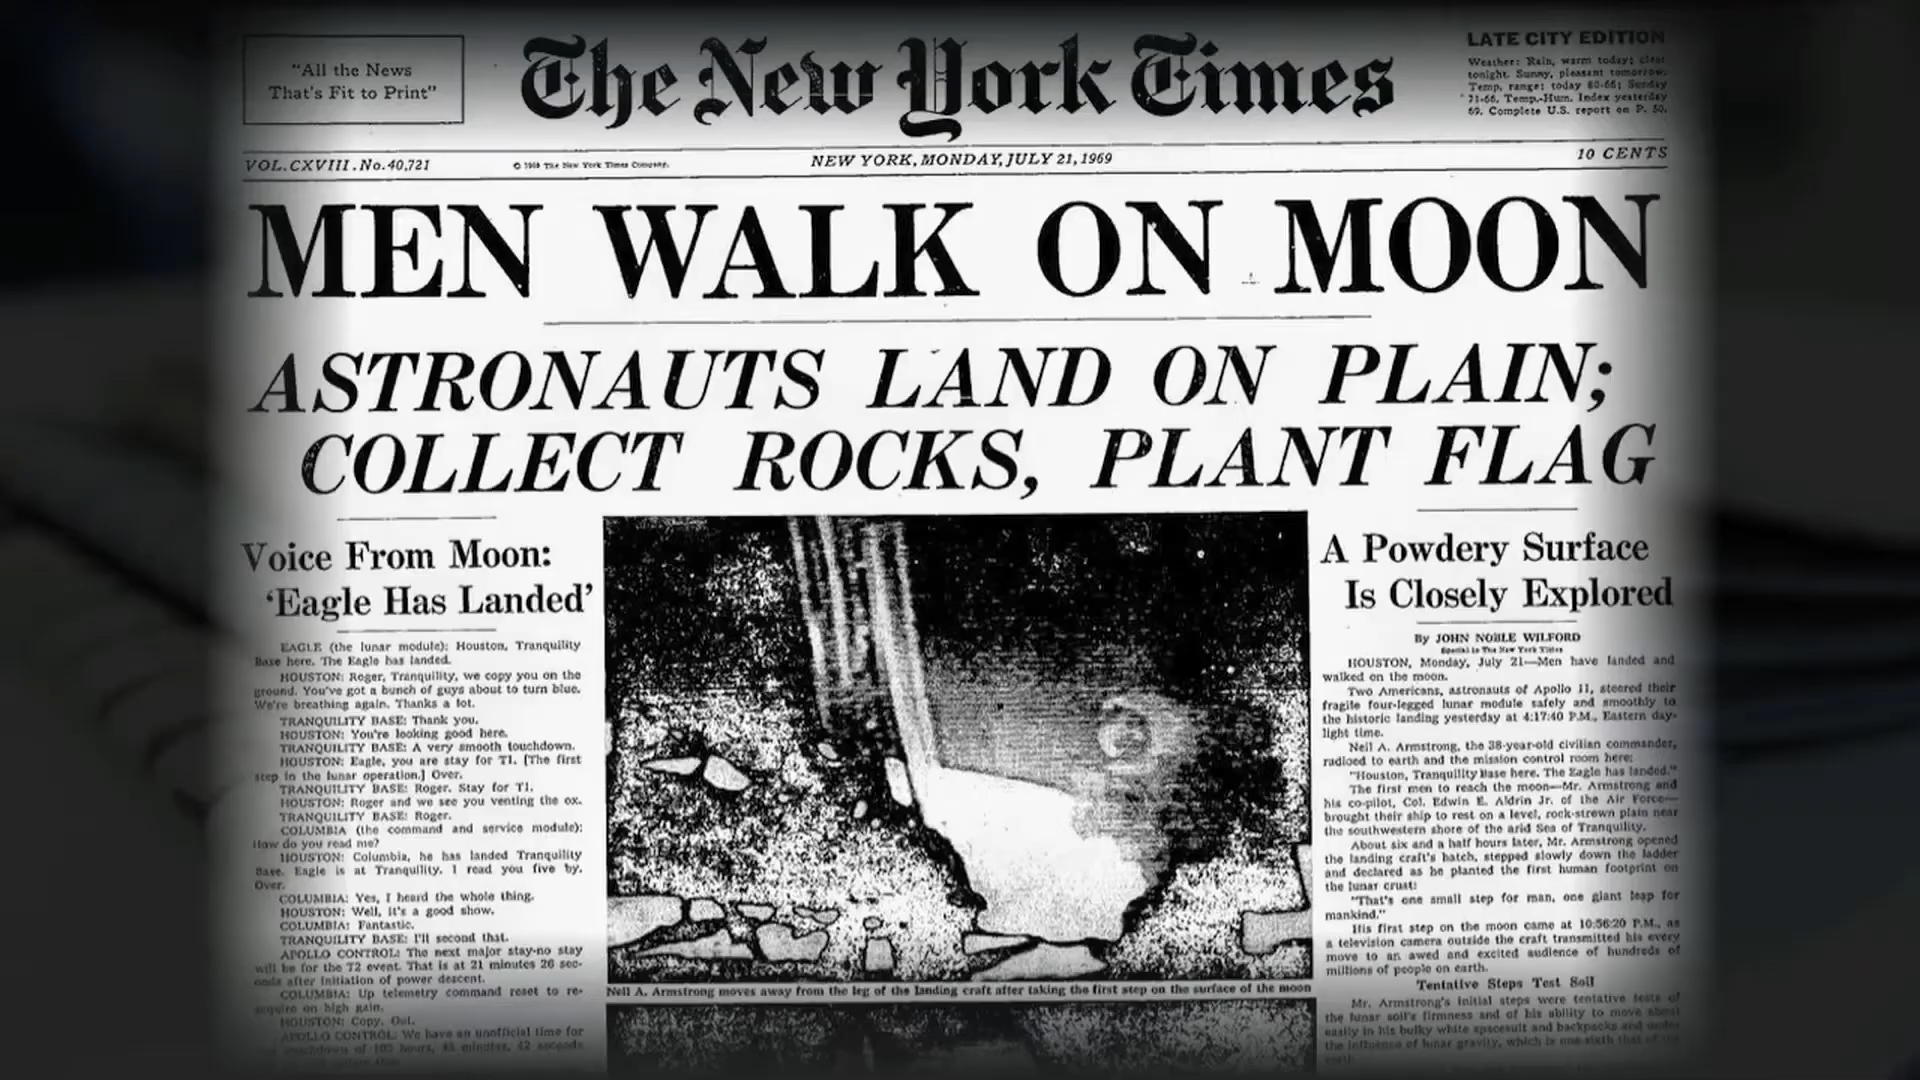 "All the News
That's Fit to Print"
The New York Times
LATE CITY EDITION
Weather: Rain, warm today; clear
tonight. Sunny, pleasant tomorrow.
Temp. range: today 80-66; Sunday
71-66. Temp.-Hum. Index yesterday
69. Complete U.S. report on P. 50.
VOL. CXVIII. No. 40,721
© 1969 The New York Times Company.
NEW YORK, MONDAY, JULY 21, 1969
10 CENTS
MEN WALK ON MOON
ASTRONAUTS LAND ON PLAIN;
COLLECT ROCKS, PLANT FLAG
Voice From Moon:
'Eagle Has Landed'
EAGLE (the lunar module): Houston, Tranquility
Base here. The Eagle has landed.
HOUSTON: Roger, Tranquility, we copy you on the
ground. You've got a bunch of guys about to turn blue.
We're breathing again. Thanks a lot.
TRANQUILITY BASE: Thank you.
HOUSTON: You're looking good here.
TRANQUILITY BASE: A very smooth touchdown.
HOUSTON: Eagle, you are stay for T1. [The first
step in the lunar operation.] Over.
TRANQUILITY BASE: Roger. Stay for T1.
HOUSTON: Roger and we see you venting the ox.
TRANQUILITY BASE: Roger.
COLUMBIA (the command and service module):
How do you read me?
HOUSTON: Columbia, he has landed Tranquility
Base. Eagle is at Tranquility. I read you five by.
Over.
COLUMBIA: Yes, I heard the whole thing.
HOUSTON: Well, it's a good show.
COLUMBIA: Fantastic.
TRANQUILITY BASE: I'll second that.
APOLLO CONTROL: The next major stay-no stay
will be for the T2 event. That is at 21 minutes 26 sec-
onds after initiation of power descent.
COLUMBIA: Up telemetry command reset to re-
acquire on high gain.
HOUSTON: Copy. Out.
APOLLO CONTROL: We have an unofficial time for
touchdown of 102 hours, 45 minutes, 42 seconds
Neil A. Armstrong moves away from the leg of the landing craft after taking the first step on the surface of the moon
A Powdery Surface
Is Closely Explored
By JOHN NOBLE WILFORD
Special to The New York Times
HOUSTON, Monday, July 21—Men have landed and
walked on the moon.
Two Americans, astronauts of Apollo 11, steered their
fragile four-legged lunar module safely and smoothly to
the historic landing yesterday at 4:17:40 P.M., Eastern day-
light time.
Neil A. Armstrong, the 38-year-old civilian commander,
radioed to earth and the mission control room here:
"Houston, Tranquility Base here. The Eagle has landed."
The first men to reach the moon—Mr. Armstrong and
his co-pilot, Col. Edwin E. Aldrin Jr. of the Air Force—
brought their ship to rest on a level, rock-strewn plain near
the southwestern shore of the arid Sea of Tranquility.
About six and a half hours later, Mr. Armstrong opened
the landing craft's hatch, stepped slowly down the ladder
and declared as he planted the first human footprint on
the lunar crust:
"That's one small step for man, one giant leap for
mankind."
His first step on the moon came at 10:56:20 P.M., as
a television camera outside the craft transmitted his every
move to an awed and excited audience of hundreds of
millions of people on earth.
Tentative Steps Test Soil
Mr. Armstrong's initial steps were tentative tests of
the lunar soil's firmness and of his ability to move about
easily in his bulky white spacesuit and backpacks and under
the influence of lunar gravity, which is one-sixth that of the
earth